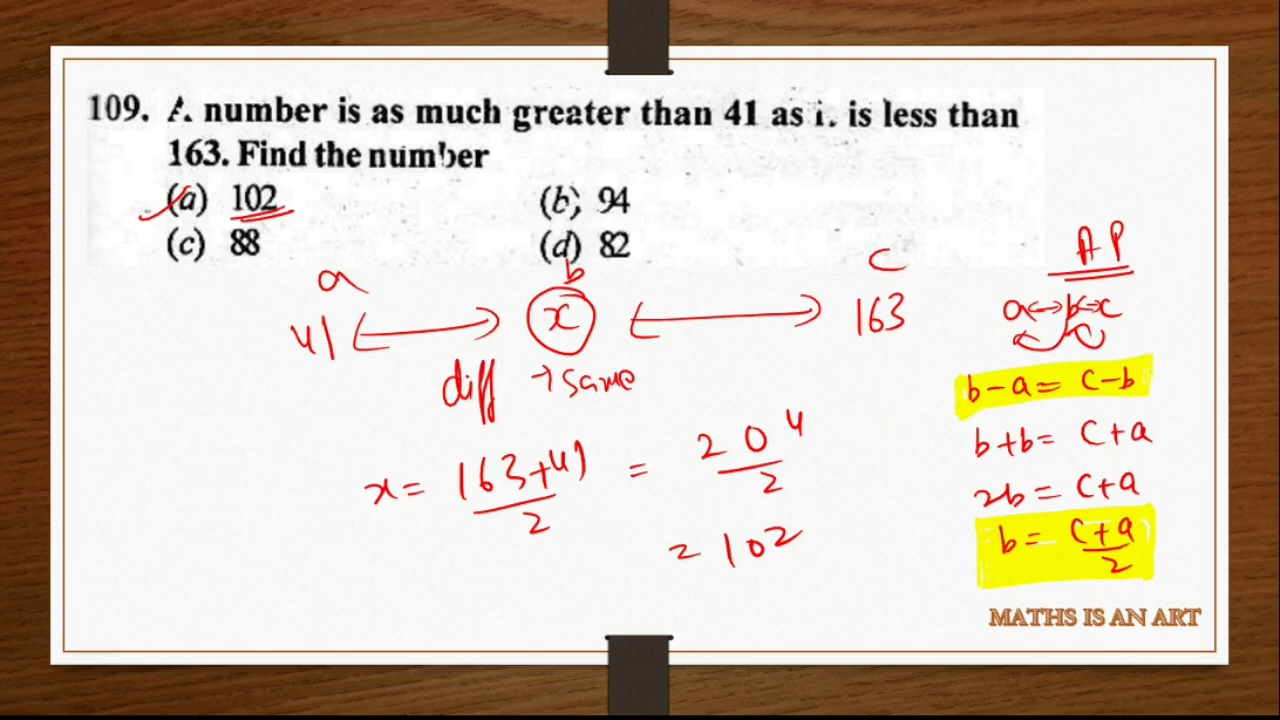 109. A number is as much greater than 41 as i. is less than
163. Find the number
(a) 102
(b) 94
(c) 88
(d) 82
a
b
c
41
x
163
diff → same
x = 163+41 / 2 = 204 / 2
= 102
AP
a↔b↔c
b-a = c-b
b+b = c+a
2b = c+a
b = c+a / 2
MATHS IS AN ART